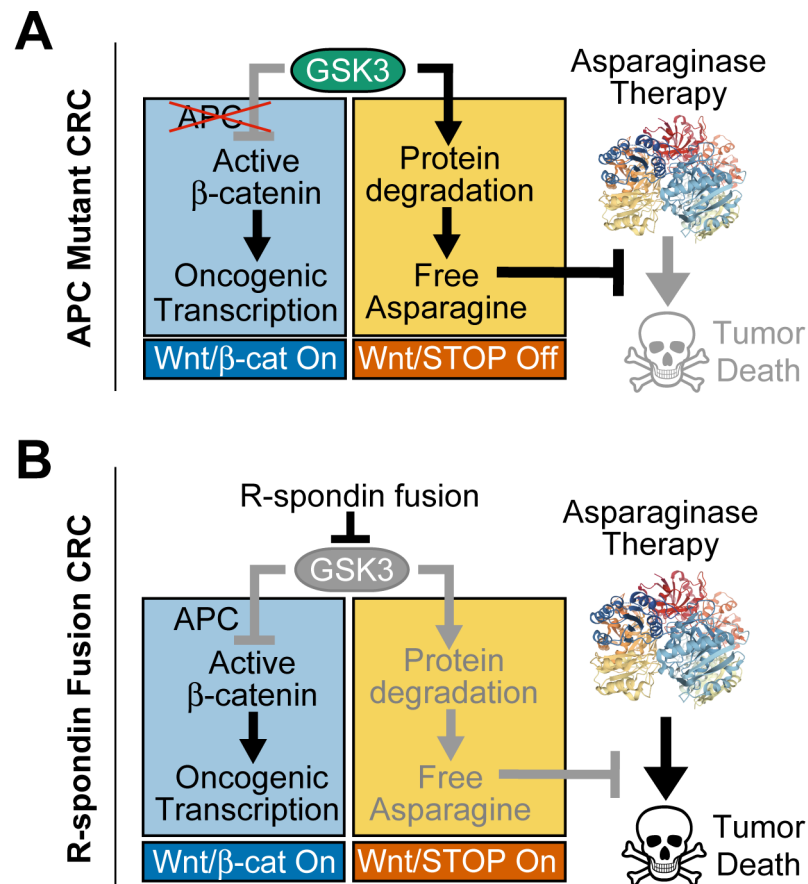 A
APC Mutant CRC
GSK3
APC
Active
β-catenin
Oncogenic
Transcription
Wnt/β-cat On
Protein
degradation
Free
Asparagine
Wnt/STOP Off
Asparaginase
Therapy
Tumor
Death
B
R-spondin Fusion CRC
R-spondin fusion
GSK3
APC
Active
β-catenin
Oncogenic
Transcription
Wnt/β-cat On
Protein
degradation
Free
Asparagine
Wnt/STOP On
Asparaginase
Therapy
Tumor
Death